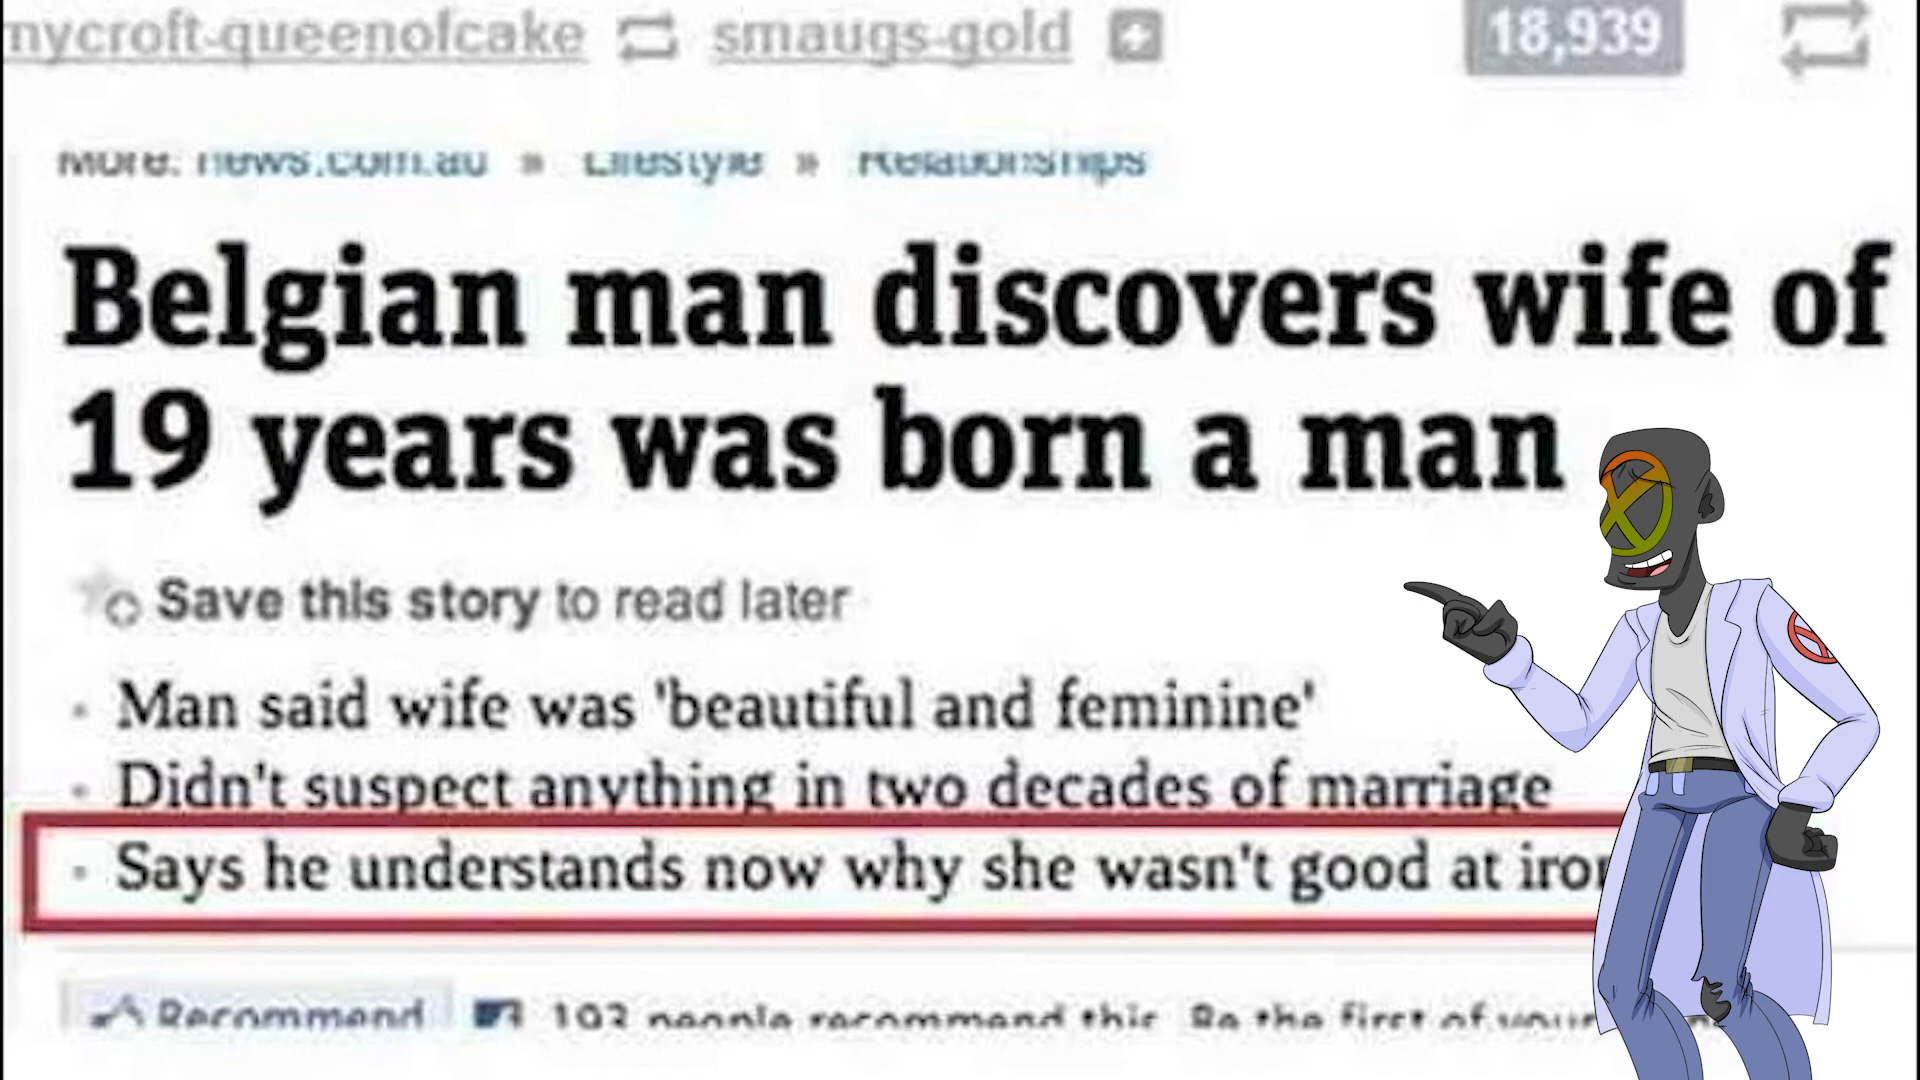 mycroft-queenofcake smaugs-gold 18,939
More: news.com.au » Lifestyle » Relationships
Belgian man discovers wife of
19 years was born a man
Save this story to read later
Man said wife was 'beautiful and feminine'
Didn't suspect anything in two decades of marriage
Says he understands now why she wasn't good at iron
Recommend 193 people recommend this. Be the first of your